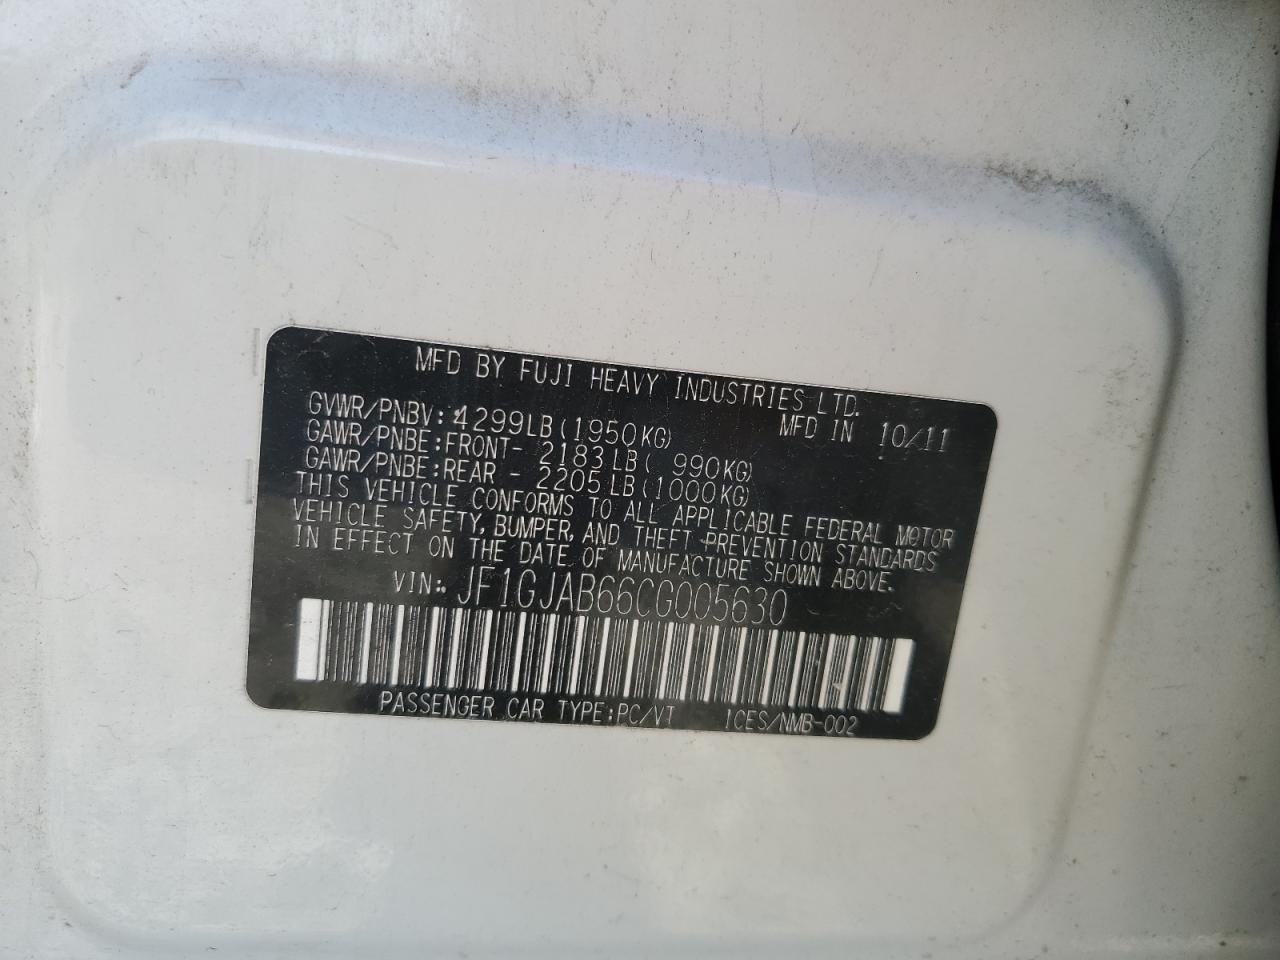 MFD BY FUJI HEAVY INDUSTRIES LTD.
GVWR/PNBV:4299LB(1950KG) MFD IN 10/11
GAWR/PNBE:FRONT- 2183LB( 990KG)
GAWR/PNBE:REAR - 2205LB(1000KG)
THIS VEHICLE CONFORMS TO ALL APPLICABLE FEDERAL MOTOR
VEHICLE SAFETY, BUMPER, AND THEFT PREVENTION STANDARDS
IN EFFECT ON THE DATE OF MANUFACTURE SHOWN ABOVE.
VIN: JF1GJAB66CG005630
PASSENGER CAR TYPE:PC/VT ICES/NMB-002